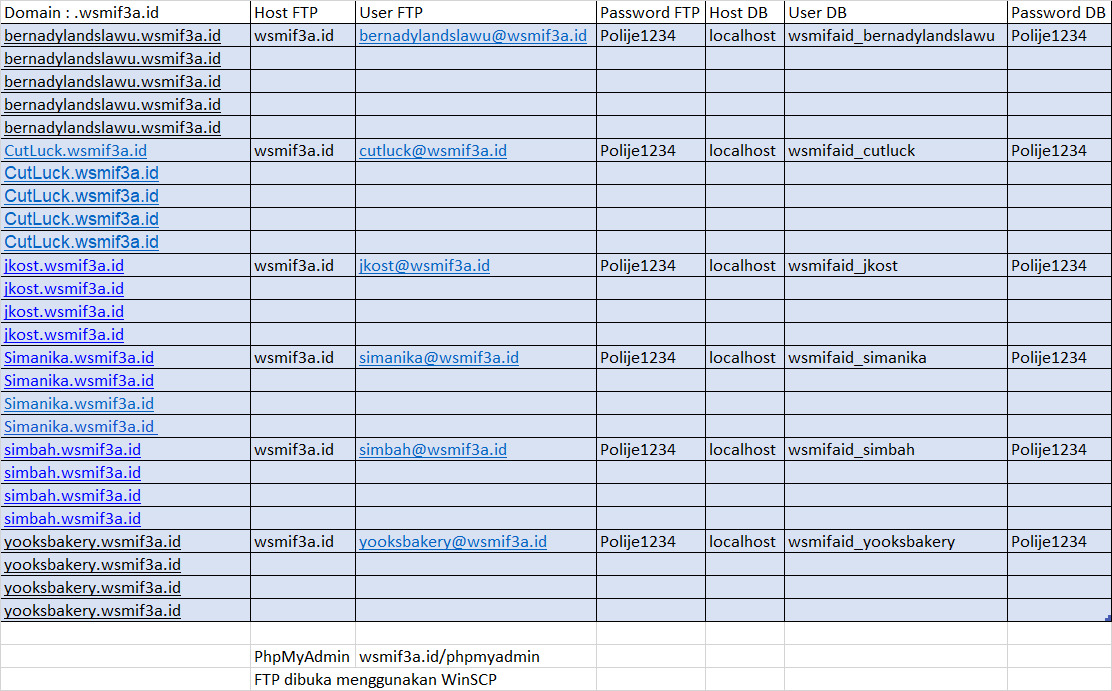 Domain : .wsmif3a.id Host FTP User FTP Password FTP Host DB User DB Password DB
bernadylandslawu.wsmif3a.id wsmif3a.id bernadylandslawu@wsmif3a.id Polije1234 localhost wsmifaid_bernadylandslawu Polije1234
bernadylandslawu.wsmif3a.id
bernadylandslawu.wsmif3a.id
bernadylandslawu.wsmif3a.id
bernadylandslawu.wsmif3a.id
CutLuck.wsmif3a.id wsmif3a.id cutluck@wsmif3a.id Polije1234 localhost wsmifaid_cutluck Polije1234
CutLuck.wsmif3a.id
CutLuck.wsmif3a.id
CutLuck.wsmif3a.id
CutLuck.wsmif3a.id
jkost.wsmif3a.id wsmif3a.id jkost@wsmif3a.id Polije1234 localhost wsmifaid_jkost Polije1234
jkost.wsmif3a.id
jkost.wsmif3a.id
jkost.wsmif3a.id
Simanika.wsmif3a.id wsmif3a.id simanika@wsmif3a.id Polije1234 localhost wsmifaid_simanika Polije1234
Simanika.wsmif3a.id
Simanika.wsmif3a.id
Simanika.wsmif3a.id
simbah.wsmif3a.id wsmif3a.id simbah@wsmif3a.id Polije1234 localhost wsmifaid_simbah Polije1234
simbah.wsmif3a.id
simbah.wsmif3a.id
simbah.wsmif3a.id
yooksbakery.wsmif3a.id wsmif3a.id yooksbakery@wsmif3a.id Polije1234 localhost wsmifaid_yooksbakery Polije1234
yooksbakery.wsmif3a.id
yooksbakery.wsmif3a.id
yooksbakery.wsmif3a.id
PhpMyAdmin wsmif3a.id/phpmyadmin
FTP dibuka menggunakan WinSCP